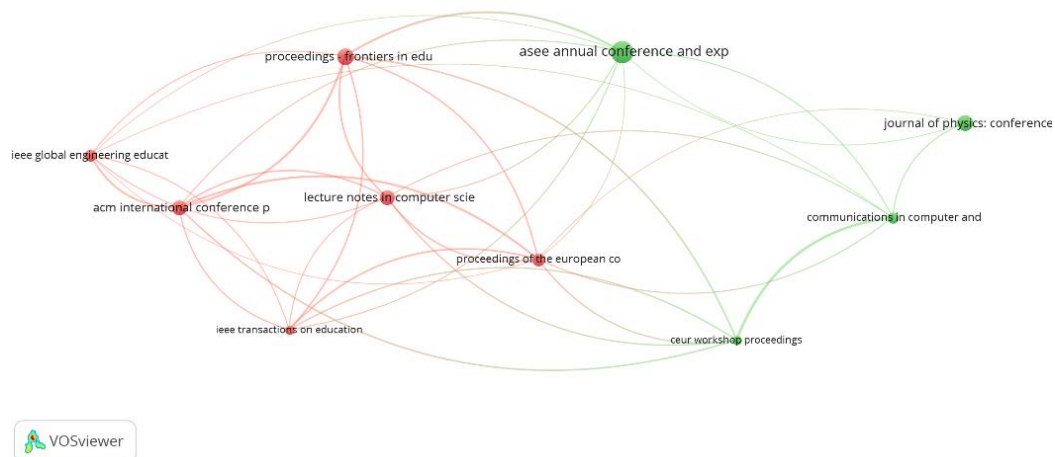 asee annual conference and exp
proceedings - frontiers in edu
journal of physics: conference
ieee global engineering educat
lecture notes in computer scie
acm international conference p
communications in computer and
proceedings of the european co
ieee transactions on education
ceur workshop proceedings
VOSviewer